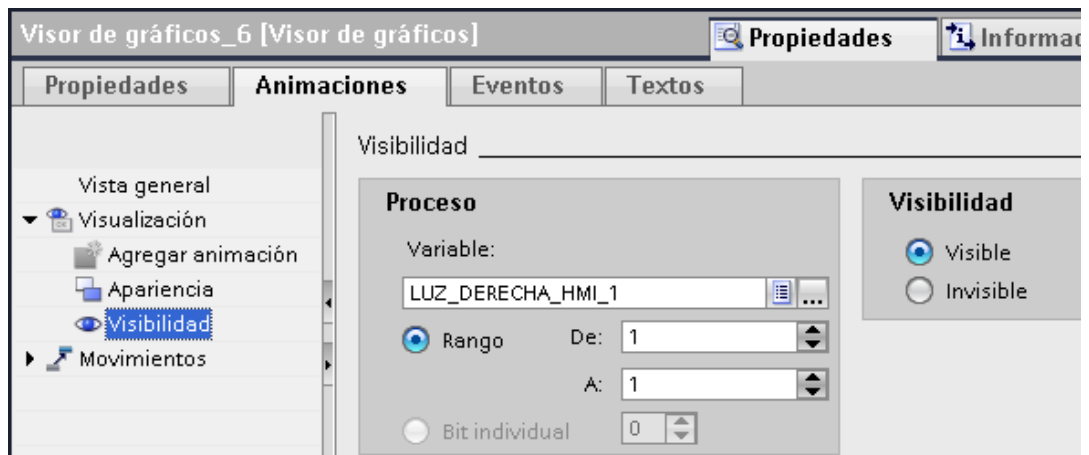 Visor de gráficos_6 [Visor de gráficos]
Propiedades
Informac
Propiedades
Animaciones
Eventos
Textos
Vista general
Visualización
Agregar animación
Apariencia
Visibilidad
Movimientos
Visibilidad
Proceso
Variable:
LUZ_DERECHA_HMI_1
...
Rango
De: 1
A: 1
Bit individual
0
Visibilidad
Visible
Invisible